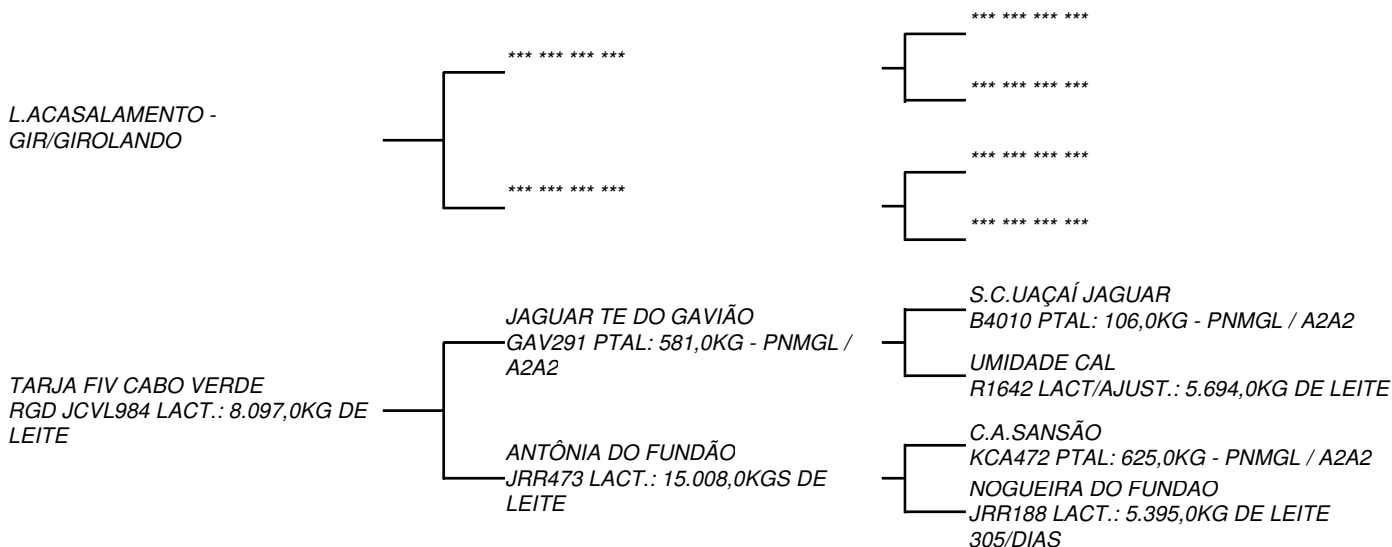 *** *** *** ***
*** *** *** ***
*** *** *** ***
L.ACASALAMENTO -
GIR/GIROLANDO
*** *** *** ***
*** *** *** ***
*** *** *** ***
S.C.UAÇAÍ JAGUAR
B4010 PTAL: 106,0KG - PNMGL / A2A2
JAGUAR TE DO GAVIÃO
GAV291 PTAL: 581,0KG - PNMGL /
A2A2
UMIDADE CAL
R1642 LACT/AJUST.: 5.694,0KG DE LEITE
TARJA FIV CABO VERDE
RGD JCVL984 LACT.: 8.097,0KG DE
LEITE
C.A.SANSÃO
KCA472 PTAL: 625,0KG - PNMGL / A2A2
ANTÔNIA DO FUNDÃO
JRR473 LACT.: 15.008,0KGS DE
LEITE
NOGUEIRA DO FUNDAO
JRR188 LACT.: 5.395,0KG DE LEITE
305/DIAS